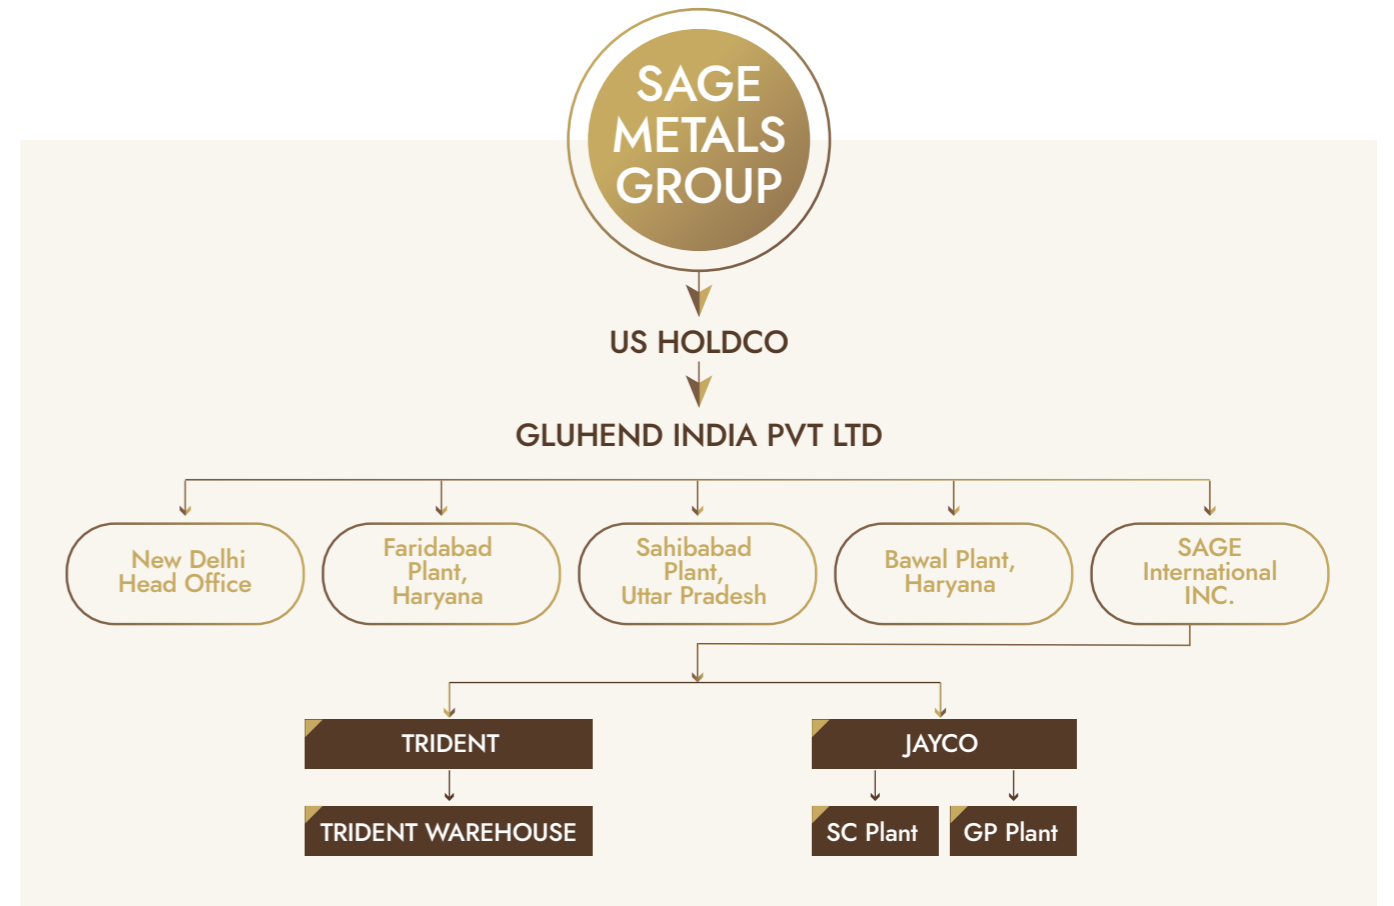 SAGE
METALS
GROUP
US HOLDCO
GLUHEND INDIA PVT LTD
New Delhi
Head Office
Faridabad
Plant,
Haryana
Sahibabad
Plant,
Uttar Pradesh
Bawal Plant,
Haryana
SAGE
International
INC.
TRIDENT
JAYCO
TRIDENT WAREHOUSE
SC Plant
GP Plant